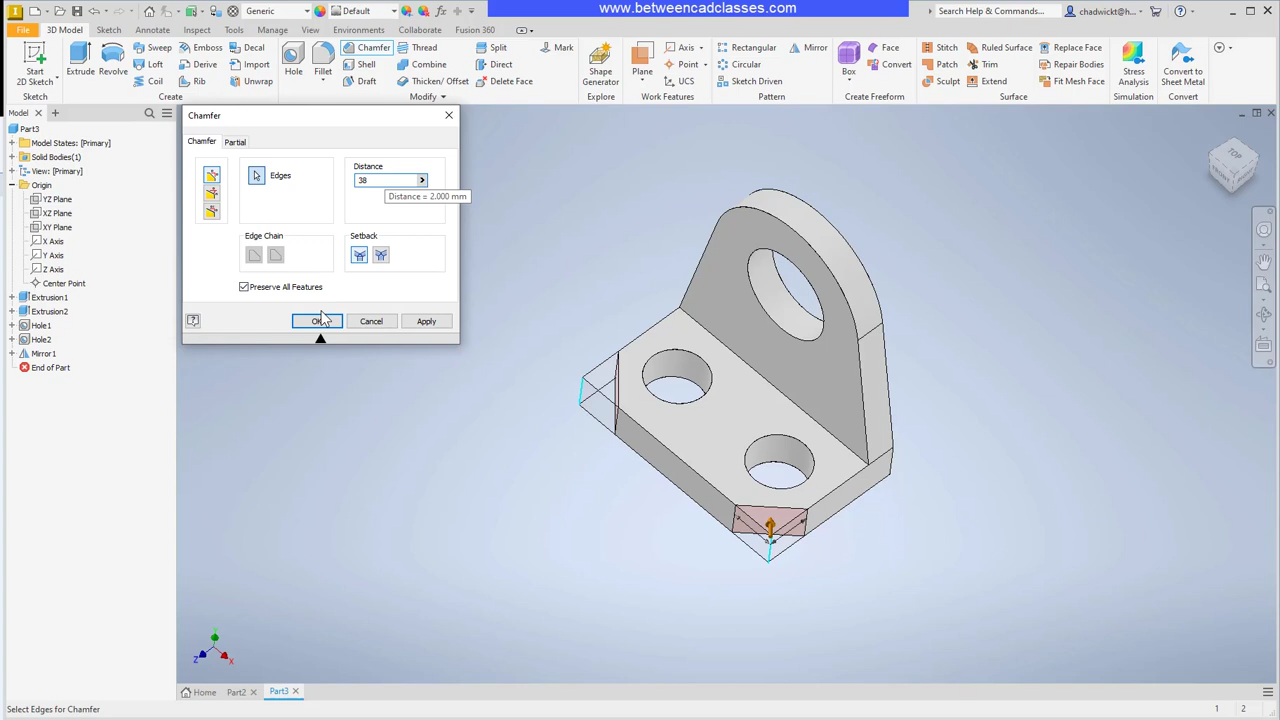 www.betweencadclasses.com
Generic
Default
Search Help & Commands...
chadwickt@h...
File
3D Model
Sketch
Annotate
Inspect
Tools
Manage
View
Environments
Collaborate
Fusion 360
Start
2D Sketch
Extrude
Revolve
Sweep
Loft
Coil
Emboss
Derive
Rib
Decal
Import
Unwrap
Hole
Fillet
Chamfer
Shell
Draft
Thread
Combine
Thicken/ Offset
Split
Direct
Delete Face
Mark
Shape
Generator
Plane
Axis
Point
UCS
Rectangular
Circular
Sketch Driven
Mirror
Box
Face
Convert
Stitch
Patch
Sculpt
Ruled Surface
Trim
Extend
Replace Face
Repair Bodies
Fit Mesh Face
Stress
Analysis
Convert to
Sheet Metal
Sketch
Create
Modify
Explore
Work Features
Pattern
Create Freeform
Surface
Simulation
Convert
Model
Part3
Model States: [Primary]
Solid Bodies(1)
View: [Primary]
Origin
YZ Plane
XZ Plane
XY Plane
X Axis
Y Axis
Z Axis
Center Point
Extrusion1
Extrusion2
Hole1
Hole2
Mirror1
End of Part
Chamfer
Chamfer
Partial
Edges
Distance
38
Distance = 2.000 mm
Edge Chain
Setback
Preserve All Features
OK
Cancel
Apply
TOP
Y
Z
X
Home
Part2
Part3
Select Edges for Chamfer
1
2